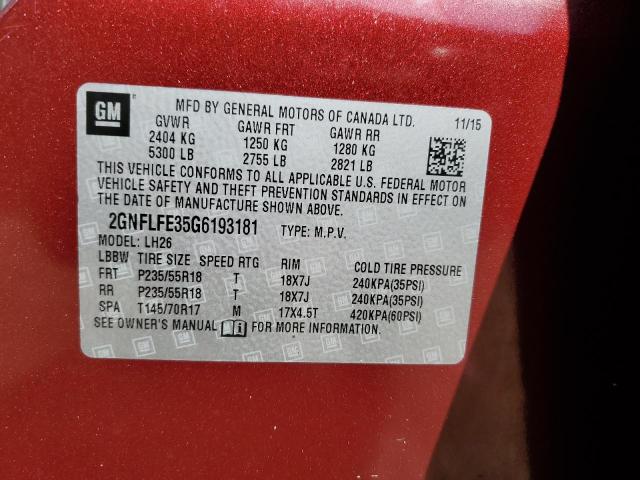 GM
MFD BY GENERAL MOTORS OF CANADA LTD. 11/15
GVWR GAWR FRT GAWR RR
2404 KG 1250 KG 1280 KG
5300 LB 2755 LB 2821 LB
THIS VEHICLE CONFORMS TO ALL APPLICABLE U.S. FEDERAL MOTOR
VEHICLE SAFETY AND THEFT PREVENTION STANDARDS IN EFFECT ON
THE DATE OF MANUFACTURE SHOWN ABOVE.
2GNFLFE35G6193181 TYPE: M.P.V.
MODEL: LH26
LBBW TIRE SIZE SPEED RTG RIM COLD TIRE PRESSURE
FRT P235/55R18 T 18X7J 240KPA(35PSI)
RR P235/55R18 T 18X7J 240KPA(35PSI)
SPA T145/70R17 M 17X4.5T 420KPA(60PSI)
SEE OWNER'S MANUAL FOR MORE INFORMATION.